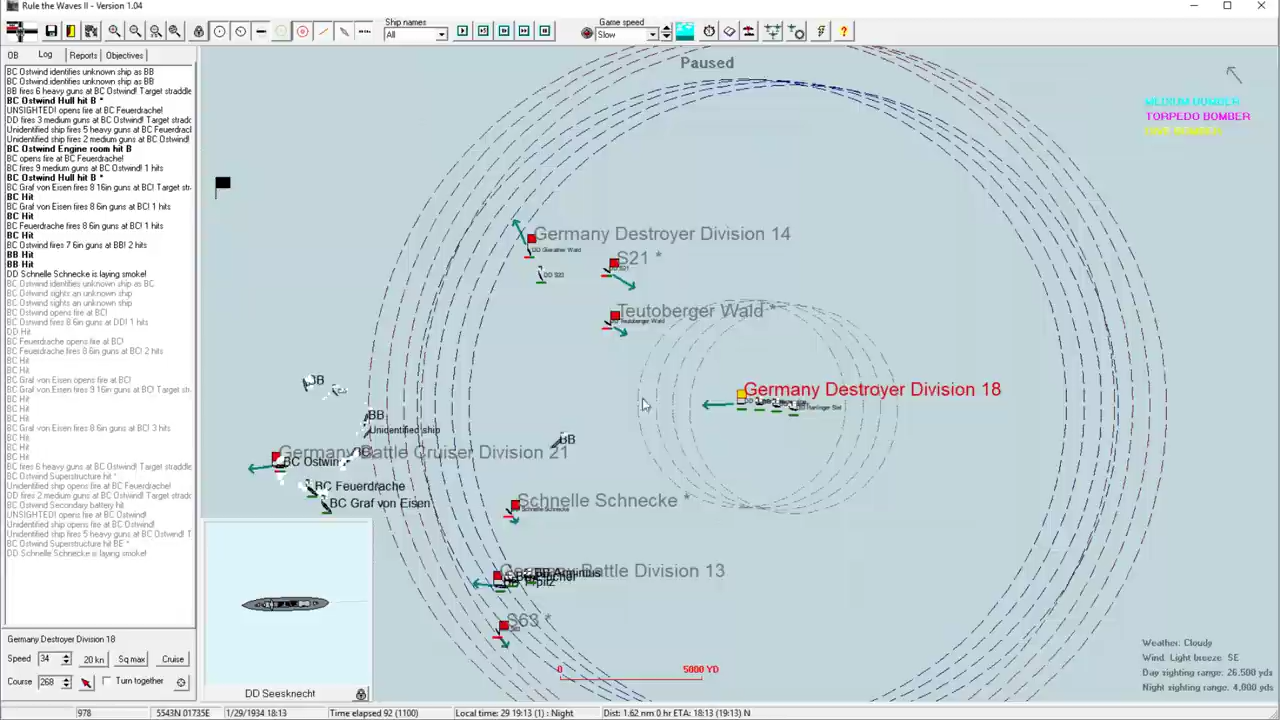 Rule the Waves II - Version 1.04
Ship names
All
Game speed
Slow
OB Log Reports Objectives
BC Ostwind identifies unknown ship as BB
BC Ostwind identifies unknown ship as BB
BB fires 6 heavy guns at BC Ostwind! Target straddle
BC Ostwind Hull hit B *
UNSIGHTED! opens fire at BC Feuerdrache!
DD fires 3 medium guns at BC Ostwind! Target stradd
Unidentified ship fires 5 heavy guns at BC Feuerdrac
Unidentified ship fires 2 medium guns at BC Ostwind!
BC Ostwind Engine room hit B
BC opens fire at BC Feuerdrache!
BC fires 9 medium guns at BC Ostwind! 1 hits
BC Ostwind Hull hit B *
BC Graf von Eisen fires 8 16in guns at BC! Target str
BC Hit
BC Graf von Eisen fires 8 6in guns at BC! 1 hits
BC Hit
BC Feuerdrache fires 8 6in guns at BC! 1 hits
BC Hit
BC Ostwind fires 7 6in guns at BB! 2 hits
BB Hit
BB Hit
DD Schnelle Schnecke is laying smoke!
BC Ostwind identifies unknown ship as BC
BC Ostwind sights an unknown ship
BC Ostwind sights an unknown ship
BC Ostwind opens fire at BC!
BC Ostwind fires 8 6in guns at DD! 1 hits
DD Hit
BC Feuerdrache opens fire at BC!
BC Feuerdrache fires 8 6in guns at BC! 2 hits
BC Hit
BC Hit
BC Graf von Eisen opens fire at BC!
BC Graf von Eisen fires 9 16in guns at BC! Target str
BC Hit
BC Hit
BC Hit
BC Graf von Eisen fires 8 6in guns at BC! 3 hits
BC Hit
BC Hit
BC Hit
BC fires 6 heavy guns at BC Ostwind! Target straddle
BC Ostwind Superstructure hit *
Unidentified ship opens fire at BC Feuerdrache!
DD fires 2 medium guns at BC Ostwind! Target stradd
BC Ostwind Secondary battery hit
UNSIGHTED! opens fire at BC Ostwind!
Unidentified ship opens fire at BC Ostwind!
Unidentified ship fires 5 heavy guns at BC Ostwind! T
BC Ostwind Superstructure hit BE *
DD Schnelle Schnecke is laying smoke!
Paused
MEDIUM BOMBER
TORPEDO BOMBER
DIVE BOMBER
Germany Destroyer Division 14
DD S23
S21 *
Teutoberger Wald *
DD Teutoberger Wald
Germany Destroyer Division 18
BB
BB
Unidentified ship
BB
Germany Battle Cruiser Division 21
BC Ostwin
BC Feuerdrache
BC Graf von Eisen
Schnelle Schnecke *
Germany Battle Division 13
S63 *
0 5000 YD
Weather: Cloudy
Wind: Light breeze SE
Day sighting range: 26,500 yds
Night sighting range: 4,000 yds
Germany Destroyer Division 18
Speed 34 20 kn Sq max Cruise
Course 268 Turn together
DD Seesknecht
978 5543N 01735E 1/29/1934 18:13 Time elapsed 92 (1100) Local time: 29 19:13 (1) : Night Dist: 1.62 nm 0 hr ETA: 18:13 (19:13) N